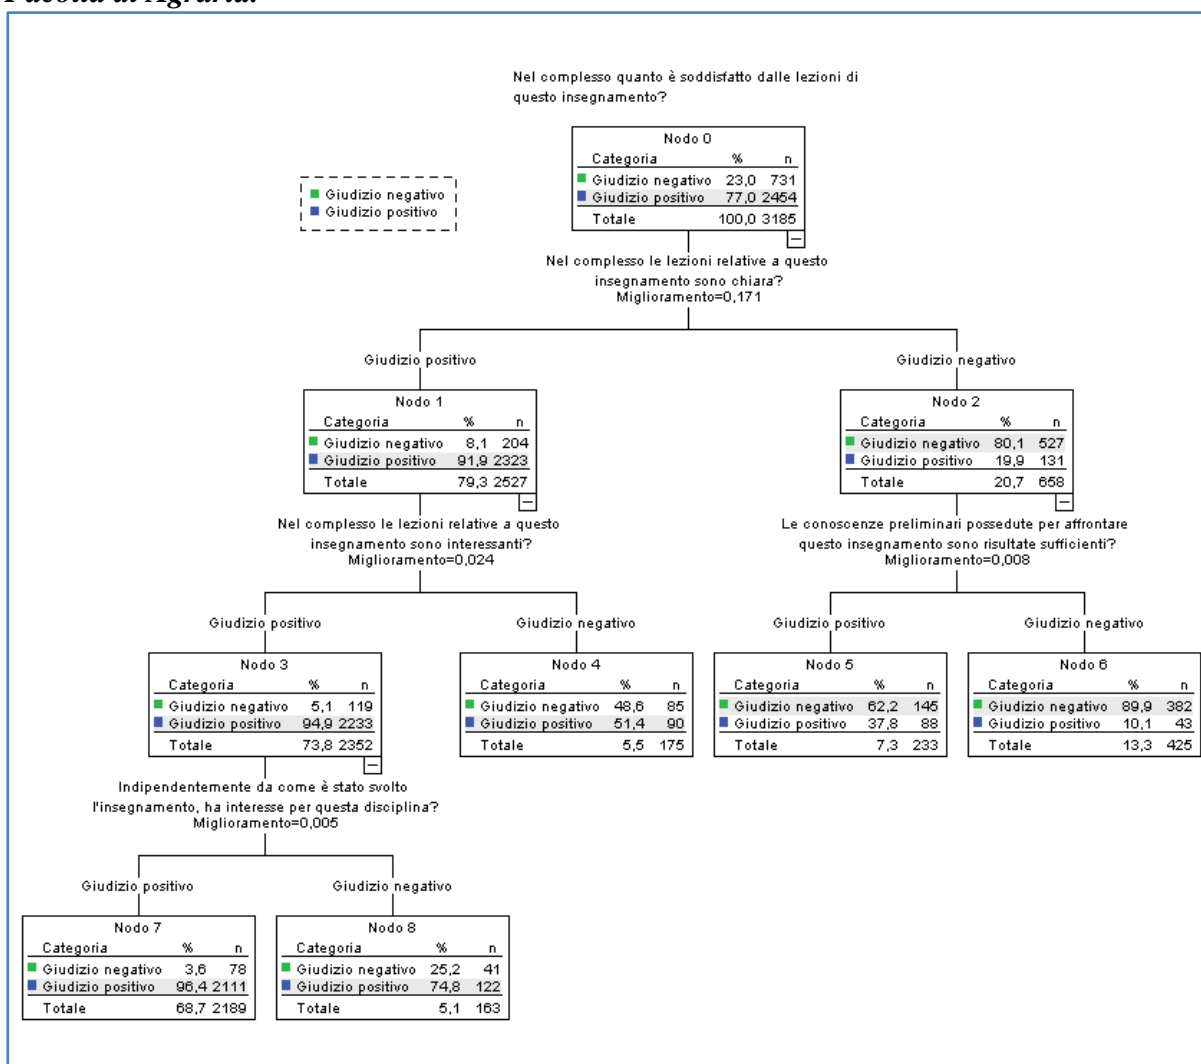 Facoltà di Agraria.
Nel complesso quanto è soddisfatto dalle lezioni di
questo insegnamento?
Nodo 0
Categoria % n
Giudizio negativo 23,0 731
Giudizio positivo 77,0 2454
Totale 100,0 3185
Giudizio negativo
Giudizio positivo
Nel complesso le lezioni relative a questo
insegnamento sono chiara?
Miglioramento=0,171
Giudizio positivo
Giudizio negativo
Nodo 1
Categoria % n
Giudizio negativo 8,1 204
Giudizio positivo 91,9 2323
Totale 79,3 2527
Nodo 2
Categoria % n
Giudizio negativo 80,1 527
Giudizio positivo 19,9 131
Totale 20,7 658
Nel complesso le lezioni relative a questo
insegnamento sono interessanti?
Miglioramento=0,024
Le conoscenze preliminari possedute per affrontare
questo insegnamento sono risultate sufficienti?
Miglioramento=0,008
Giudizio positivo
Giudizio negativo
Giudizio positivo
Giudizio negativo
Nodo 3
Categoria % n
Giudizio negativo 5,1 119
Giudizio positivo 94,9 2233
Totale 73,8 2352
Nodo 4
Categoria % n
Giudizio negativo 48,6 85
Giudizio positivo 51,4 90
Totale 5,5 175
Nodo 5
Categoria % n
Giudizio negativo 62,2 145
Giudizio positivo 37,8 88
Totale 7,3 233
Nodo 6
Categoria % n
Giudizio negativo 89,9 382
Giudizio positivo 10,1 43
Totale 13,3 425
Indipendentemente da come è stato svolto
l'insegnamento, ha interesse per questa disciplina?
Miglioramento=0,005
Giudizio positivo
Giudizio negativo
Nodo 7
Categoria % n
Giudizio negativo 3,6 78
Giudizio positivo 96,4 2111
Totale 68,7 2189
Nodo 8
Categoria % n
Giudizio negativo 25,2 41
Giudizio positivo 74,8 122
Totale 5,1 163